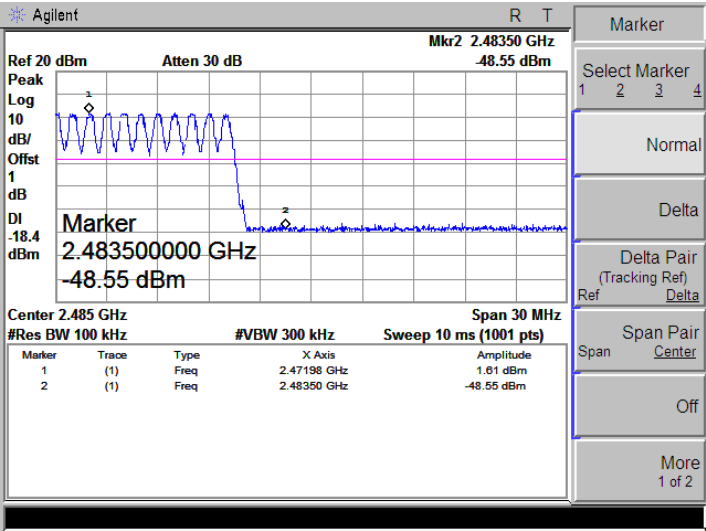 Agilent R T
Mkr2 2.48350 GHz
Ref 20 dBm Atten 30 dB -48.55 dBm
Peak
Log
10
dB/
Offst
1
dB
DI
-18.4
dBm
1
2
Marker
2.483500000 GHz
-48.55 dBm
Center 2.485 GHz Span 30 MHz
#Res BW 100 kHz #VBW 300 kHz Sweep 10 ms (1001 pts)
Marker Trace Type X Axis Amplitude
1 (1) Freq 2.47198 GHz 1.61 dBm
2 (1) Freq 2.48350 GHz -48.55 dBm
Marker
Select Marker
1 2 3 4
Normal
Delta
Delta Pair
(Tracking Ref)
Ref Delta
Span Pair
Span Center
Off
More
1 of 2